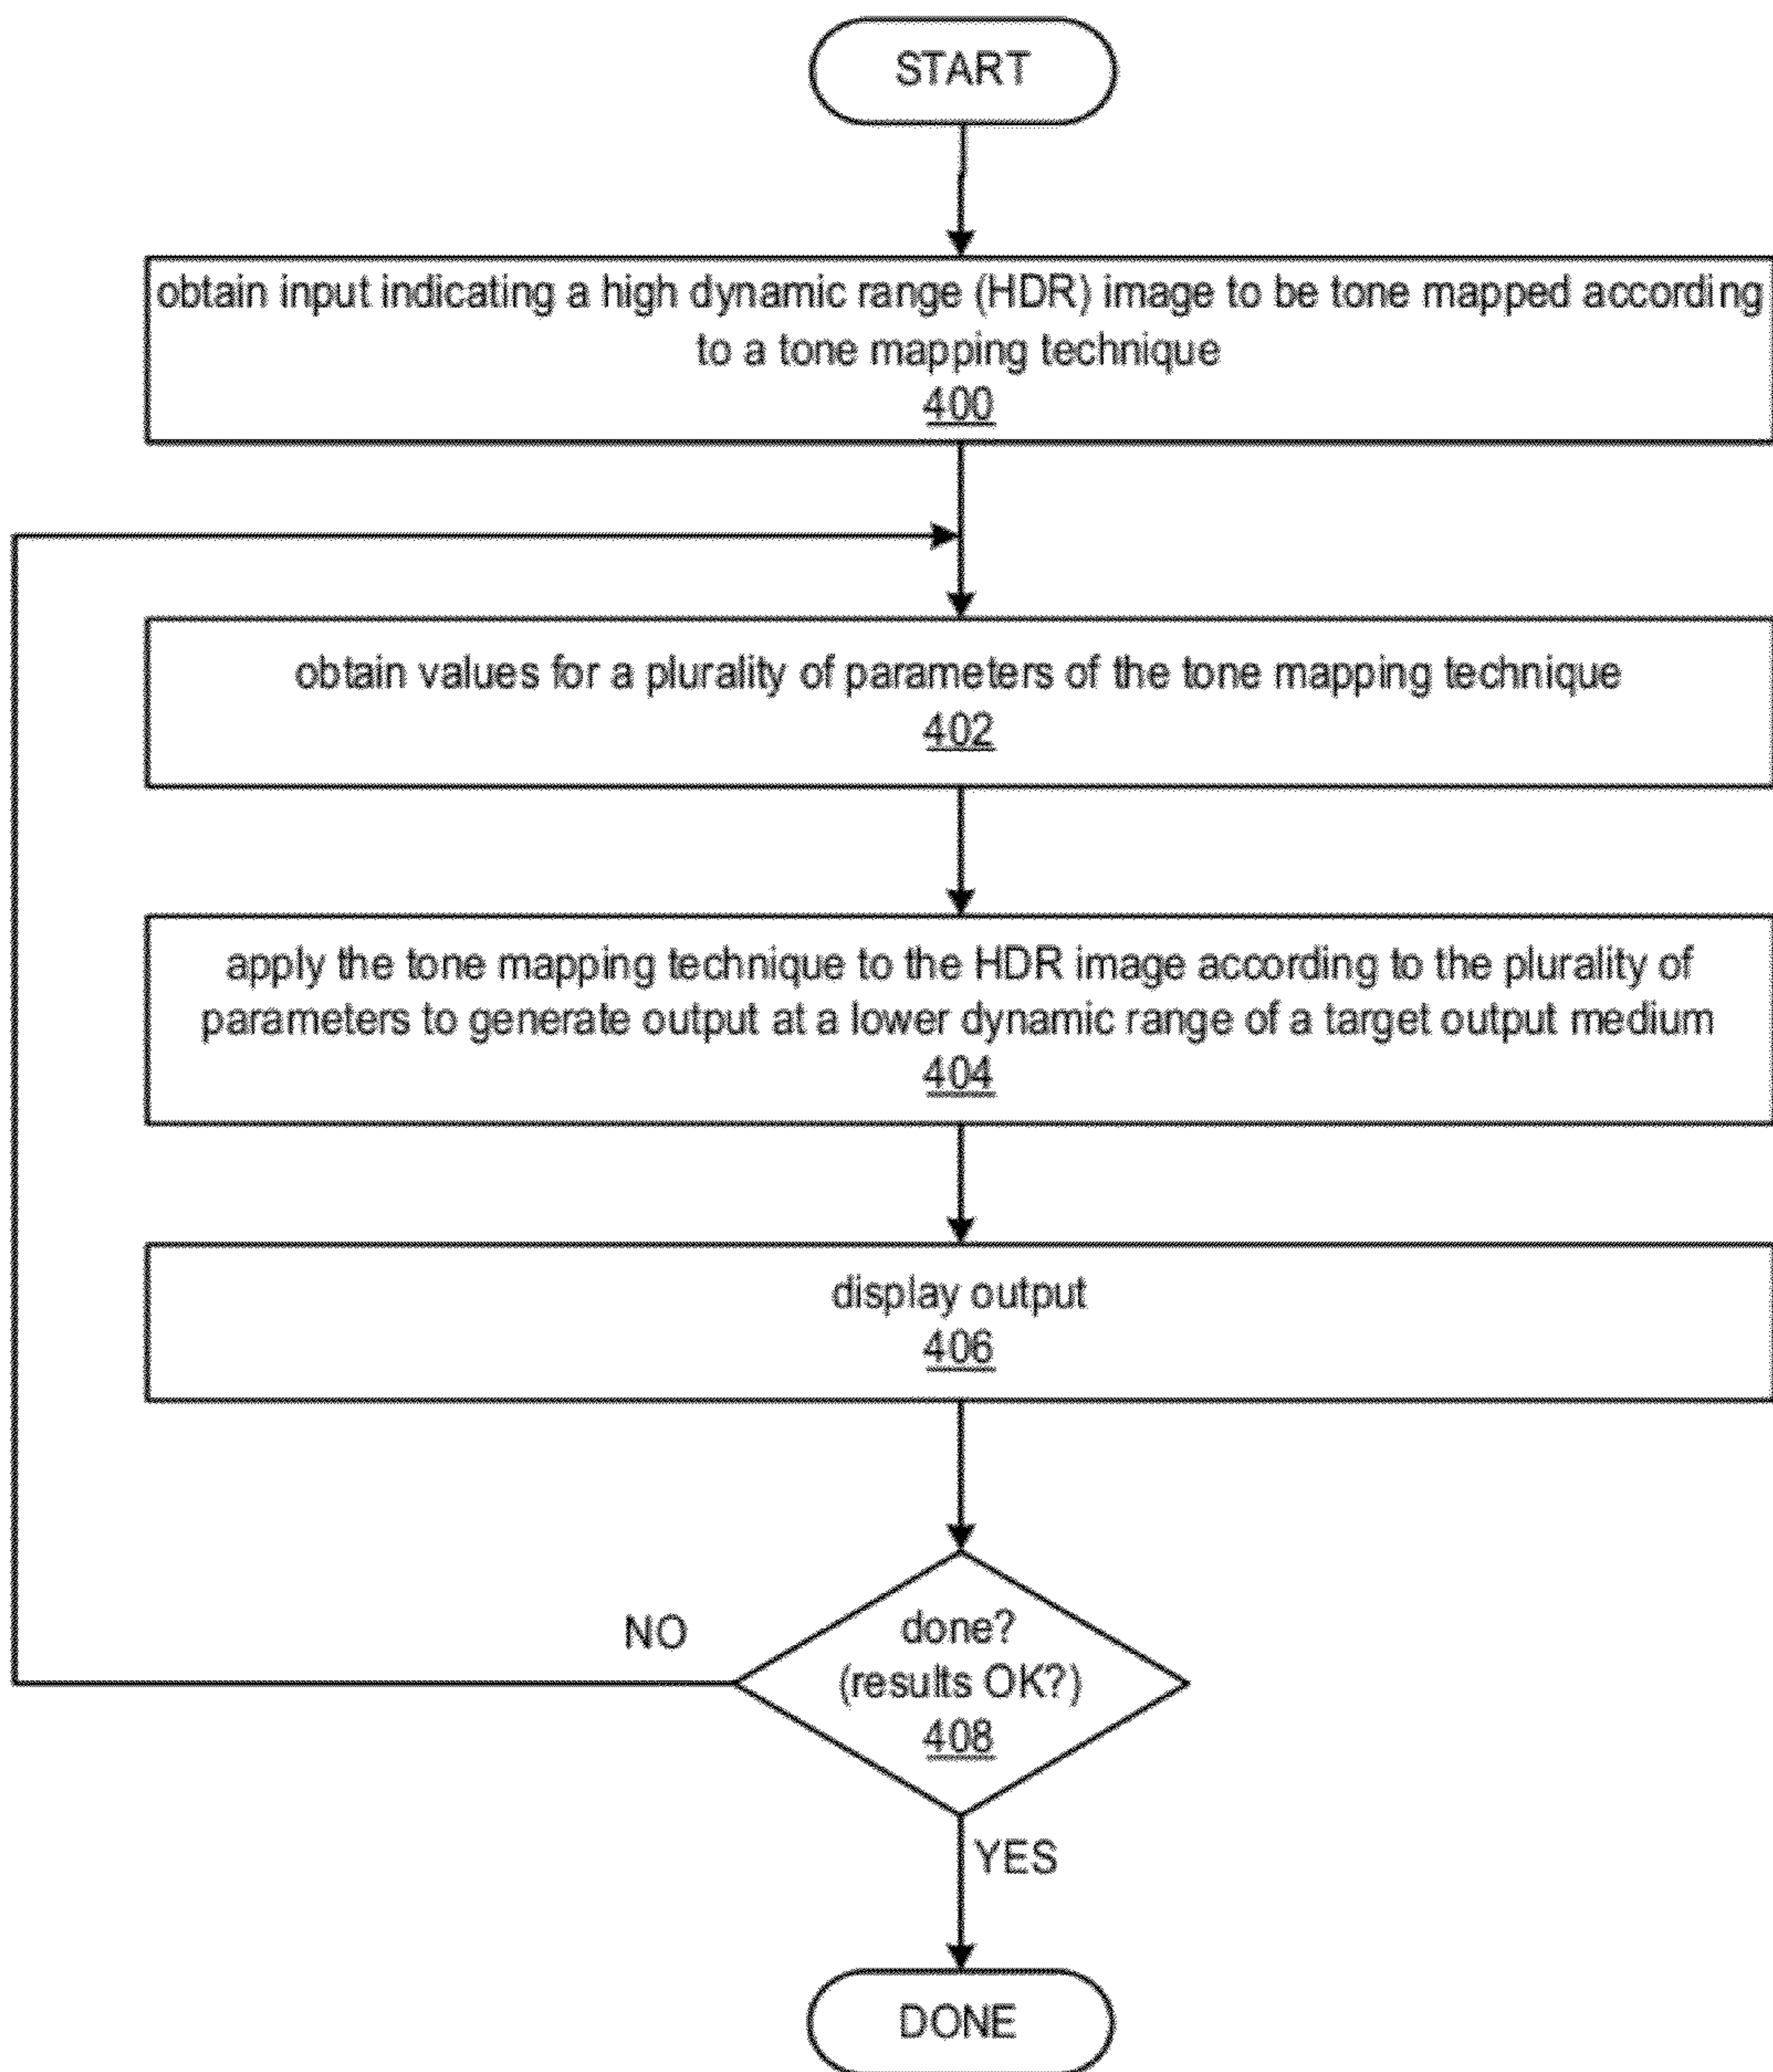 START
obtain input indicating a high dynamic range (HDR) image to be tone mapped according
to a tone mapping technique
400
obtain values for a plurality of parameters of the tone mapping technique
402
apply the tone mapping technique to the HDR image according to the plurality of
parameters to generate output at a lower dynamic range of a target output medium
404
display output
406
NO
done?
(results OK?)
408
YES
DONE